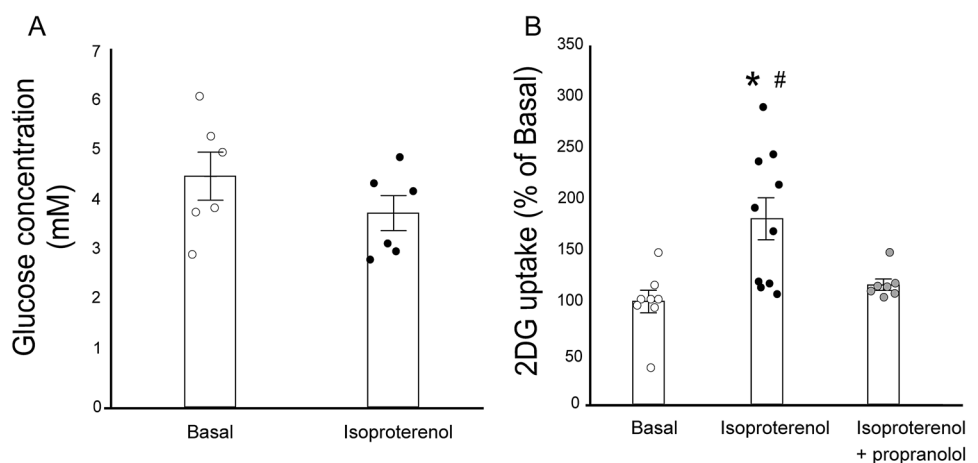 A
Glucose concentration
(mM)
7
6
5
4
3
2
1
0
Basal
Isoproterenol
B
2DG uptake (% of Basal)
350
300
250
200
150
100
50
0
* #
Basal
Isoproterenol
Isoproterenol
+ propranolol